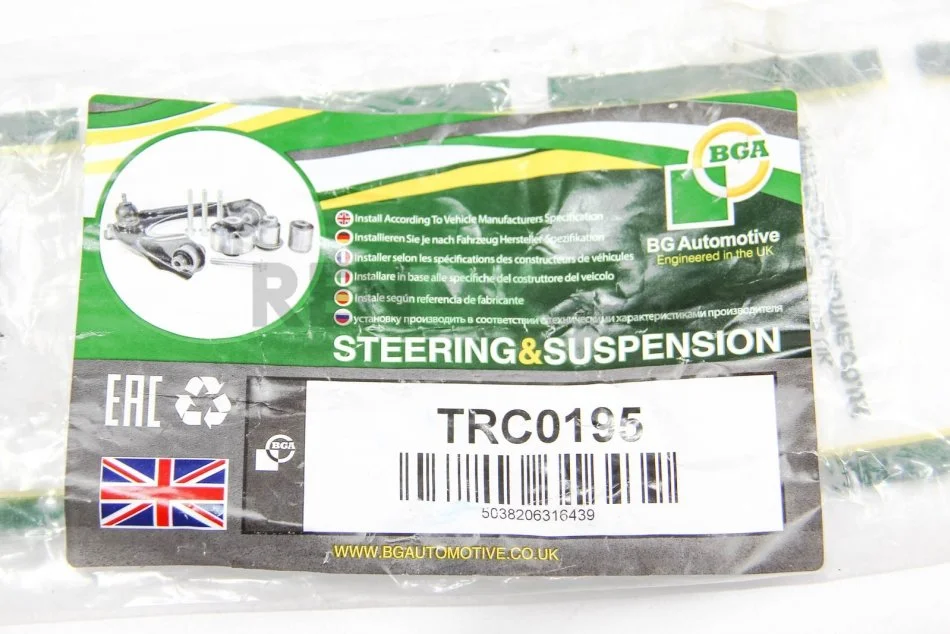 BGA
BG Automotive
Engineered in the UK
Install According To Vehicle Manufacturers Specification
Installieren Sie je nach Fahrzeug Hersteller Spezifikation
Installer selon les spécifications des constructeurs de véhicules
Installare in base alle specifiche del costruttore del veicolo
Instale según referencia de fabricante
установку производить в соответствии с техническими характеристиками производителя
STEERING&SUSPENSION
EAC
TRC0195
BGA
5038206316439
WWW.BGAUTOMOTIVE.CO.UK